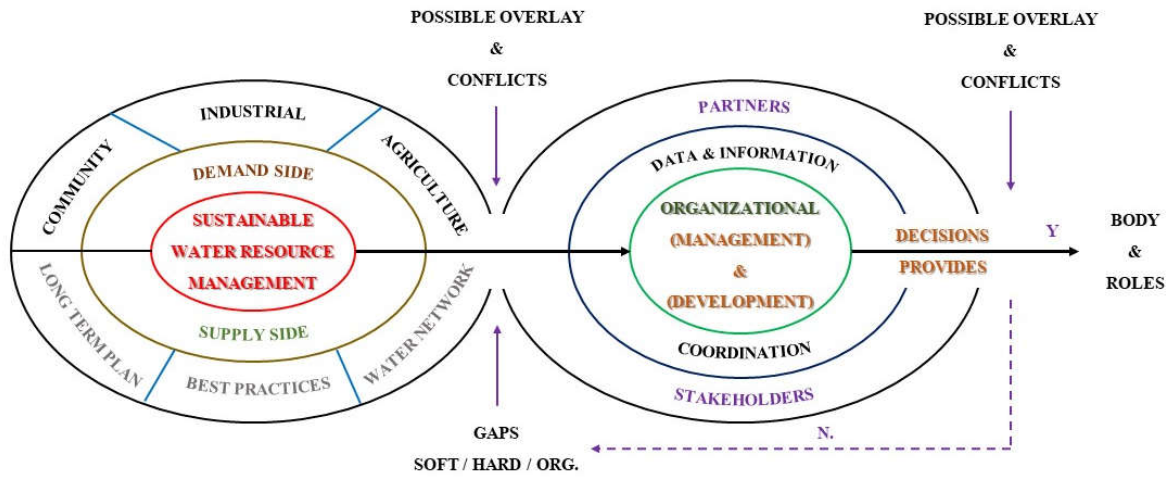 POSSIBLE OVERLAY
&
CONFLICTS
POSSIBLE OVERLAY
&
CONFLICTS
INDUSTRIAL
COMMUNITY
AGRICULTURE
DEMAND SIDE
SUSTAINABLE
WATER RESOURCE
MANAGEMENT
SUPPLY SIDE
LONG TERM PLAN
BEST PRACTICES
WATER NETWORK
PARTNERS
DATA & INFORMATION
ORGANIZATIONAL
(MANAGEMENT)
&
(DEVELOPMENT)
COORDINATION
STAKEHOLDERS
DECISIONS
PROVIDES
Y
BODY
&
ROLES
GAPS
SOFT / HARD / ORG.
N.